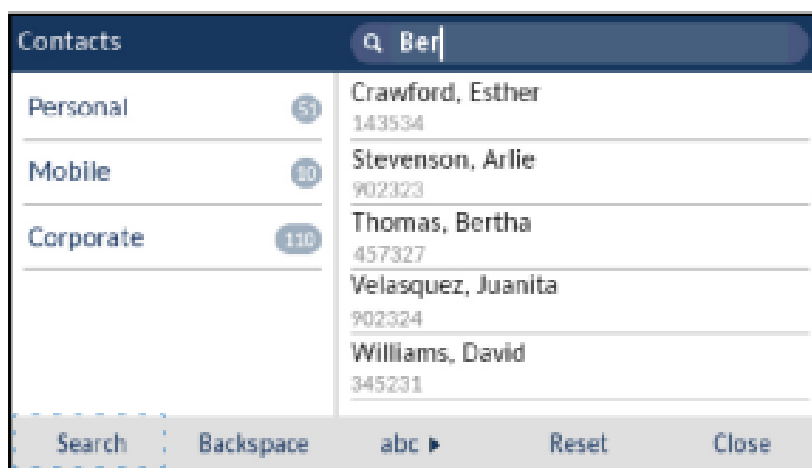 Contacts
Ber
Personal 51
Mobile 10
Corporate 110
Crawford, Esther
143534
Stevenson, Arlie
902323
Thomas, Bertha
457327
Velasquez, Juanita
902324
Williams, David
345231
Search Backspace abc Reset Close